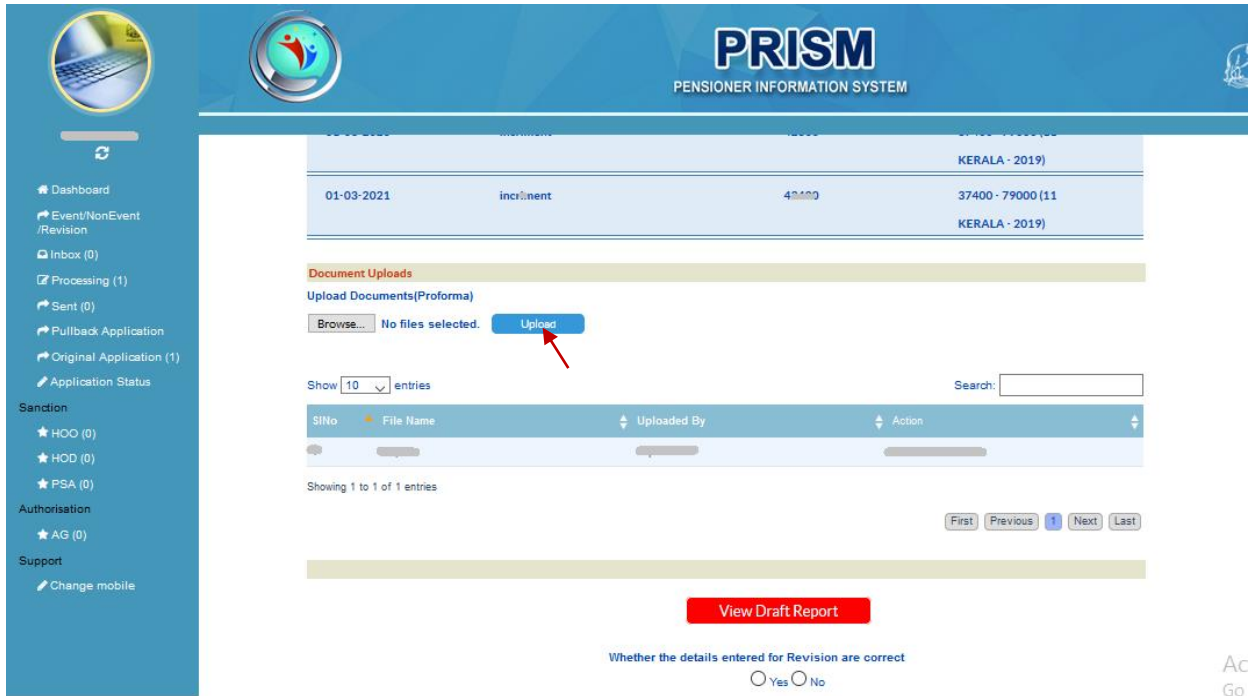 PRISM
PENSIONER INFORMATION SYSTEM
Dashboard
Event/NonEvent
/Revision
Inbox (0)
Processing (1)
Sent (0)
Pullback Application
Original Application (1)
Application Status
Sanction
HOO (0)
HOD (0)
PSA (0)
Authorisation
AG (0)
Support
Change mobile
KERALA - 2019)
01-03-2021 37400 - 79000 (11
KERALA - 2019)
Document Uploads
Upload Documents(Proforma)
Browse... No files selected. Upload
Show 10 entries Search:
SlNo File Name Uploaded By Action
Showing 1 to 1 of 1 entries
First Previous 1 Next Last
View Draft Report
Whether the details entered for Revision are correct
Yes No
Ac
Go